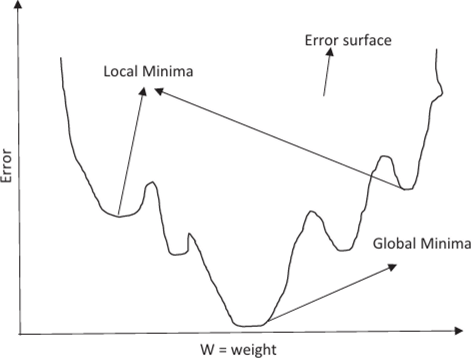 Error surface
Local Minima
Error
Global Minima
W = weight